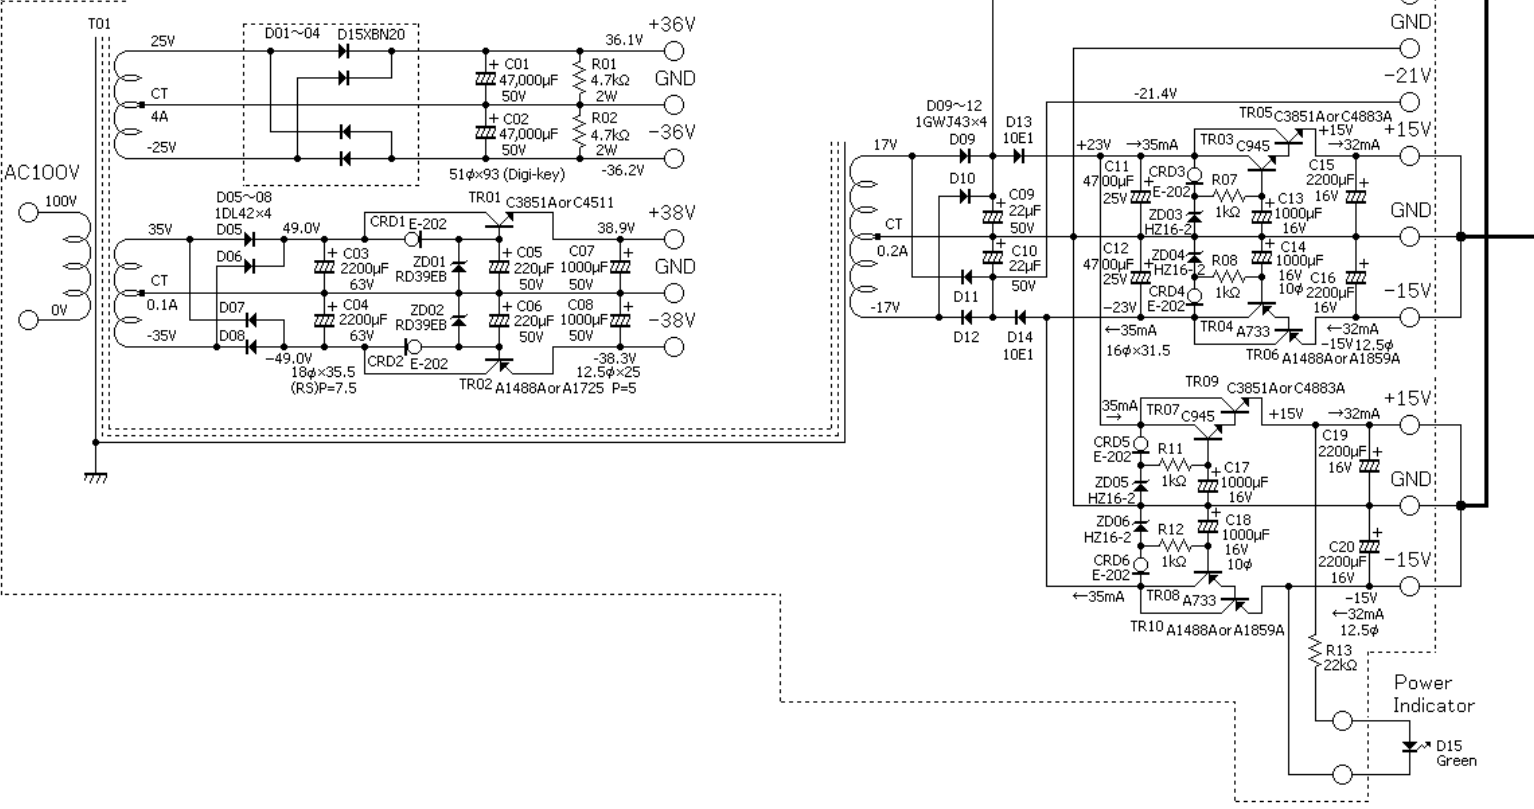 T01
AC100V
100V
0V
25V
CT
4A
-25V
D01～04 D15XBN20
C01
47,000μF
50V
C02
47,000μF
50V
51φ×93 (Digi-key)
R01
4.7kΩ
2W
R02
4.7kΩ
2W
36.1V
-36.2V
+36V
GND
-36V
35V
CT
0.1A
-35V
D05～08
1DL42×4
D05
D06
D07
D08
49.0V
-49.0V
C03
2200μF
63V
C04
2200μF
63V
18φ×35.5
(RS)P=7.5
CRD1 E-202
CRD2 E-202
ZD01
RD39EB
ZD02
RD39EB
TR01 C3851A or C4511
TR02 A1488A or A1725
C05
220μF
50V
C06
220μF
50V
C07
1000μF
50V
C08
1000μF
50V
12.5φ×25
P=5
38.9V
-38.3V
+38V
GND
-38V
17V
CT
0.2A
-17V
D09～12
1GWJ43×4
D09
D10
D11
D12
D13
10E1
D14
10E1
C09
22μF
50V
C10
22μF
50V
-21.4V
GND
-21V
+23V →35mA
-23V
←35mA
C11
4700μF
25V
C12
4700μF
25V
16φ×31.5
CRD3
E-202
ZD03
HZ16-2
ZD04
HZ16-2
CRD4
E-202
R07
1kΩ
R08
1kΩ
TR03 C945
TR04 A733
TR05 C3851A or C4883A
TR06 A1488A or A1859A
C13
1000μF
16V
C14
1000μF
16V
10φ
C15
2200μF
16V
C16
2200μF
16V
+15V
→32mA
←32mA
-15V 12.5φ
+15V
GND
-15V
35mA
→
←35mA
CRD5
E-202
ZD05
HZ16-2
ZD06
HZ16-2
CRD6
E-202
R11
1kΩ
R12
1kΩ
TR07 C945
TR08 A733
TR09 C3851A or C4883A
TR10 A1488A or A1859A
C17
1000μF
16V
C18
1000μF
16V
10φ
+15V →32mA
C19
2200μF
16V
C20
2200μF
16V
-15V
←32mA
12.5φ
+15V
GND
-15V
R13
22kΩ
Power
Indicator
D15
Green